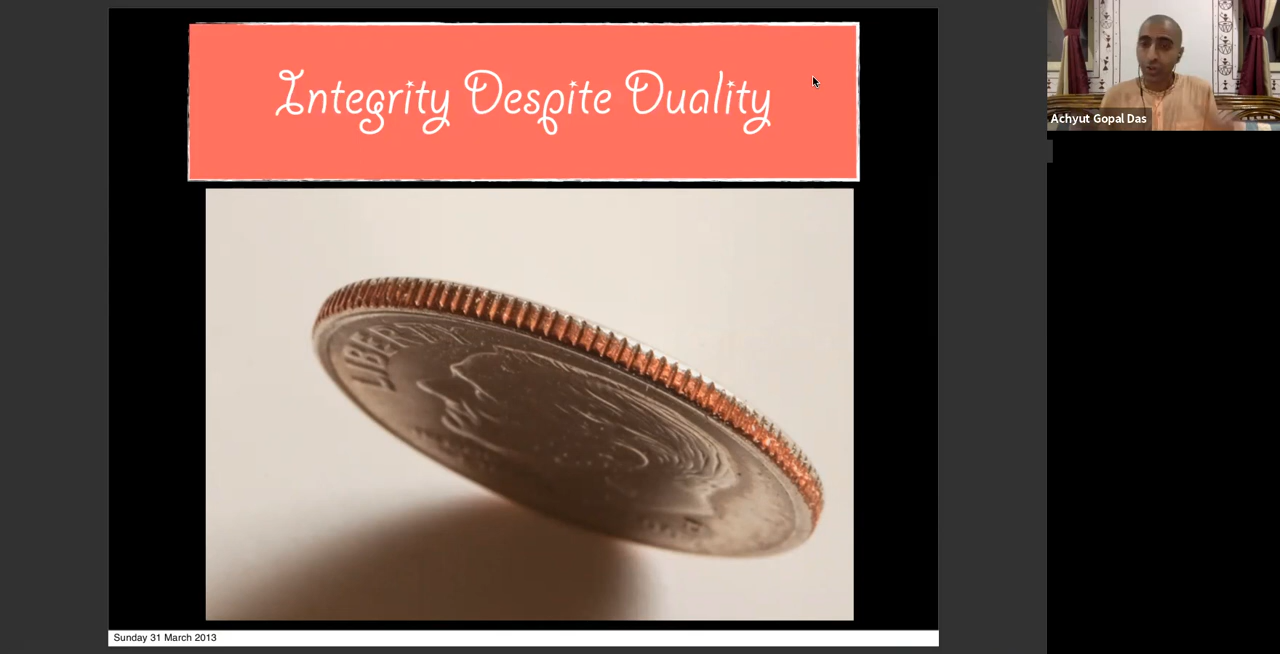 Integrity Despite Duality
LIBERTY
Sunday 31 March 2013
Achyut Gopal Das